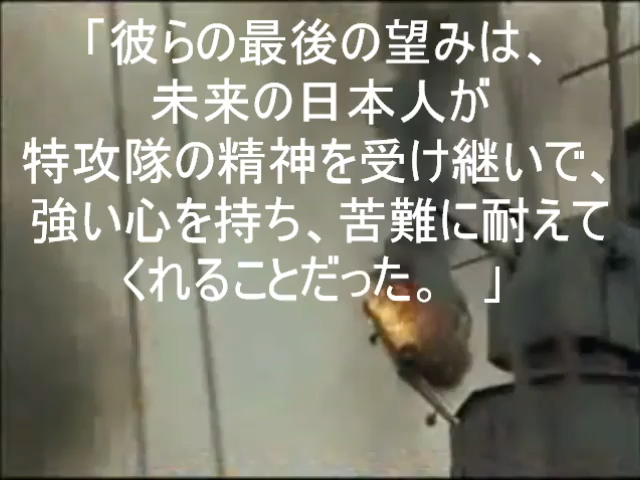 「彼らの最後の望みは、
未来の日本人が
特攻隊の精神を受け継いで、
強い心を持ち、苦難に耐えて
くれることだった。　」